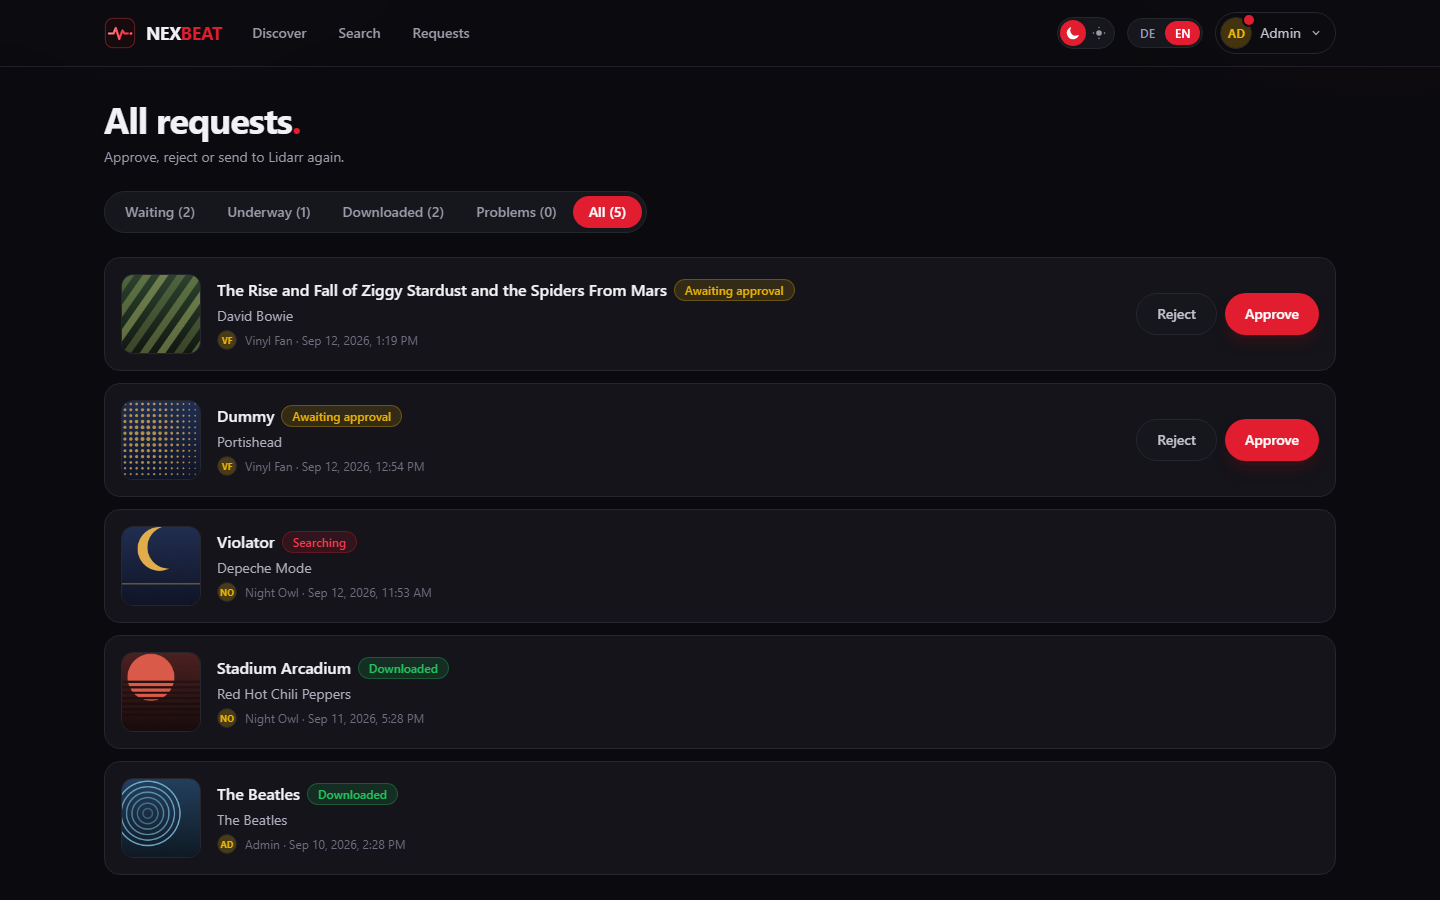 NEXBEAT Discover Search Requests DE EN AD Admin
All requests.
Approve, reject or send to Lidarr again.
Waiting (2) Underway (1) Downloaded (2) Problems (0) All (5)
The Rise and Fall of Ziggy Stardust and the Spiders From Mars Awaiting approval
David Bowie
VF Vinyl Fan · Sep 12, 2026, 1:19 PM
Reject Approve
Dummy Awaiting approval
Portishead
VF Vinyl Fan · Sep 12, 2026, 12:54 PM
Reject Approve
Violator Searching
Depeche Mode
NO Night Owl · Sep 12, 2026, 11:53 AM
Stadium Arcadium Downloaded
Red Hot Chili Peppers
NO Night Owl · Sep 11, 2026, 5:28 PM
The Beatles Downloaded
The Beatles
AD Admin · Sep 10, 2026, 2:28 PM